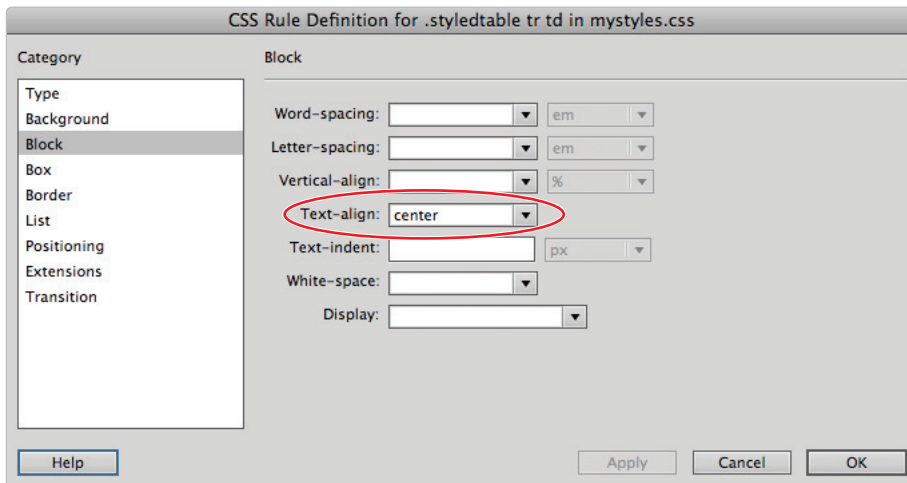 CSS Rule Definition for .styledtable tr td in mystyles.css
Category
Type
Background
Block
Box
Border
List
Positioning
Extensions
Transition
Block
Word-spacing: em
Letter-spacing: em
Vertical-align: %
Text-align: center
Text-indent: px
White-space:
Display:
Help Apply Cancel OK